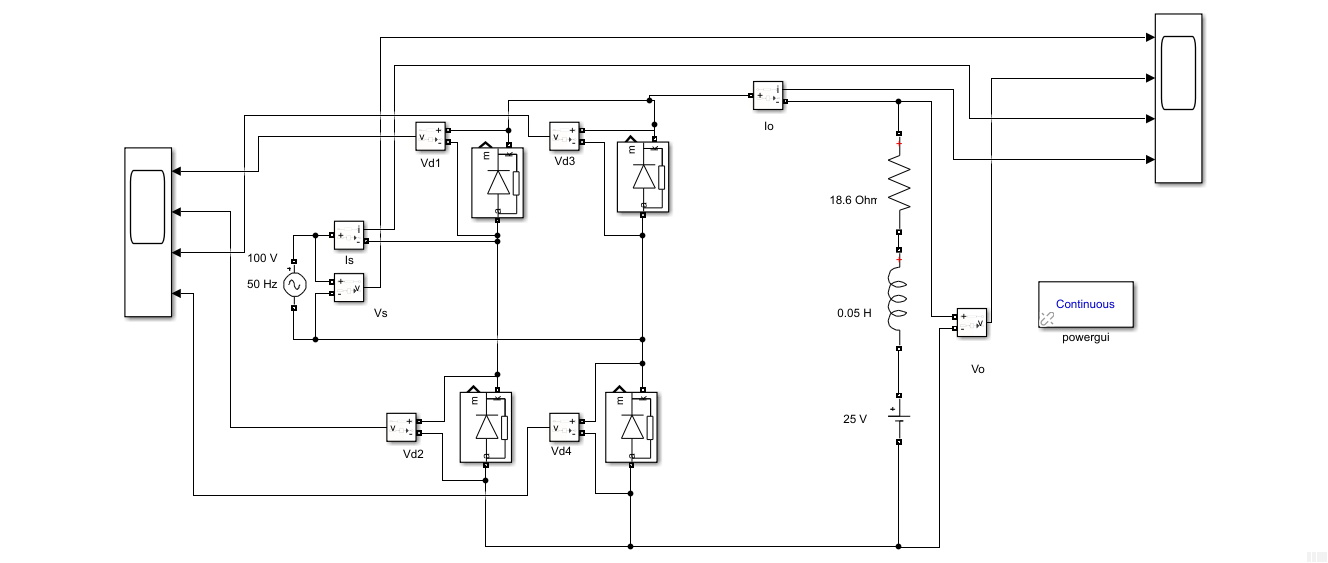 i
+
-
Io
v
+
-
Vd1
v
+
-
Vd3
m
k
a
m
k
a
18.6 Ohm
+
i
+
-
Is
100 V
50 Hz
+
+
-
v
Vs
+
0.05 H
Continuous
powergui
+
-
v
Vo
m
k
a
m
k
a
v
+
-
Vd2
v
+
-
Vd4
+
25 V